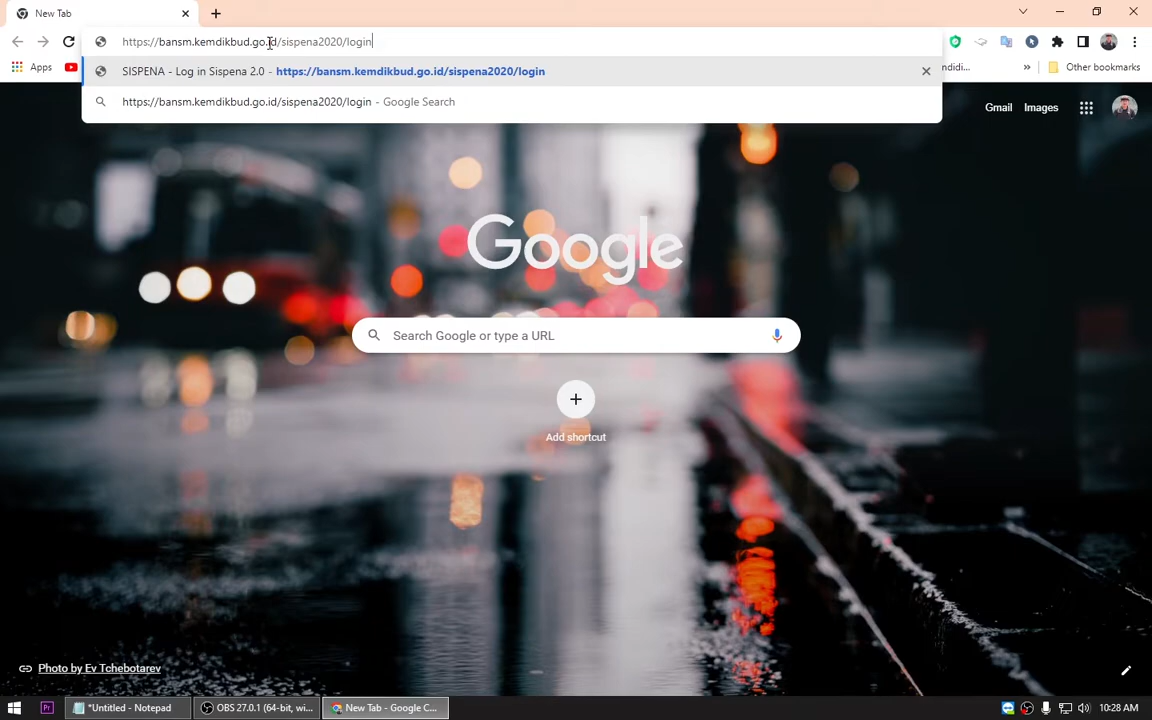 New Tab
https://bansm.kemdikbud.go.id/sispena2020/login
SISPENA - Log in Sispena 2.0 - https://bansm.kemdikbud.go.id/sispena2020/login
https://bansm.kemdikbud.go.id/sispena2020/login - Google Search
Apps
ndidi...
»
Other bookmarks
Gmail
Images
Google
Search Google or type a URL
Add shortcut
Photo by Ev Tchebotarev
Pr
*Untitled - Notepad
OBS 27.0.1 (64-bit, wi...
New Tab - Google C...
10:28 AM